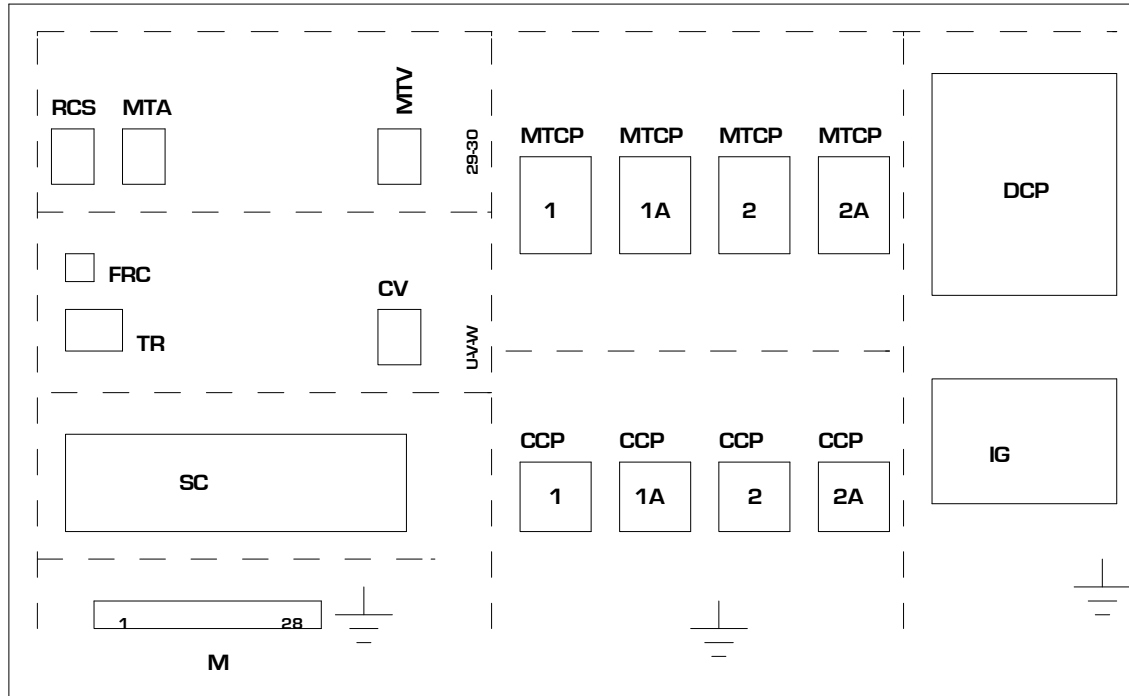 RCS MTA MTV
29-30
FRC
TR
CV
U-V-W
SC
1 28
M
MTCP MTCP MTCP MTCP
1 1A 2 2A
CCP CCP CCP CCP
1 1A 2 2A
DCP
IG